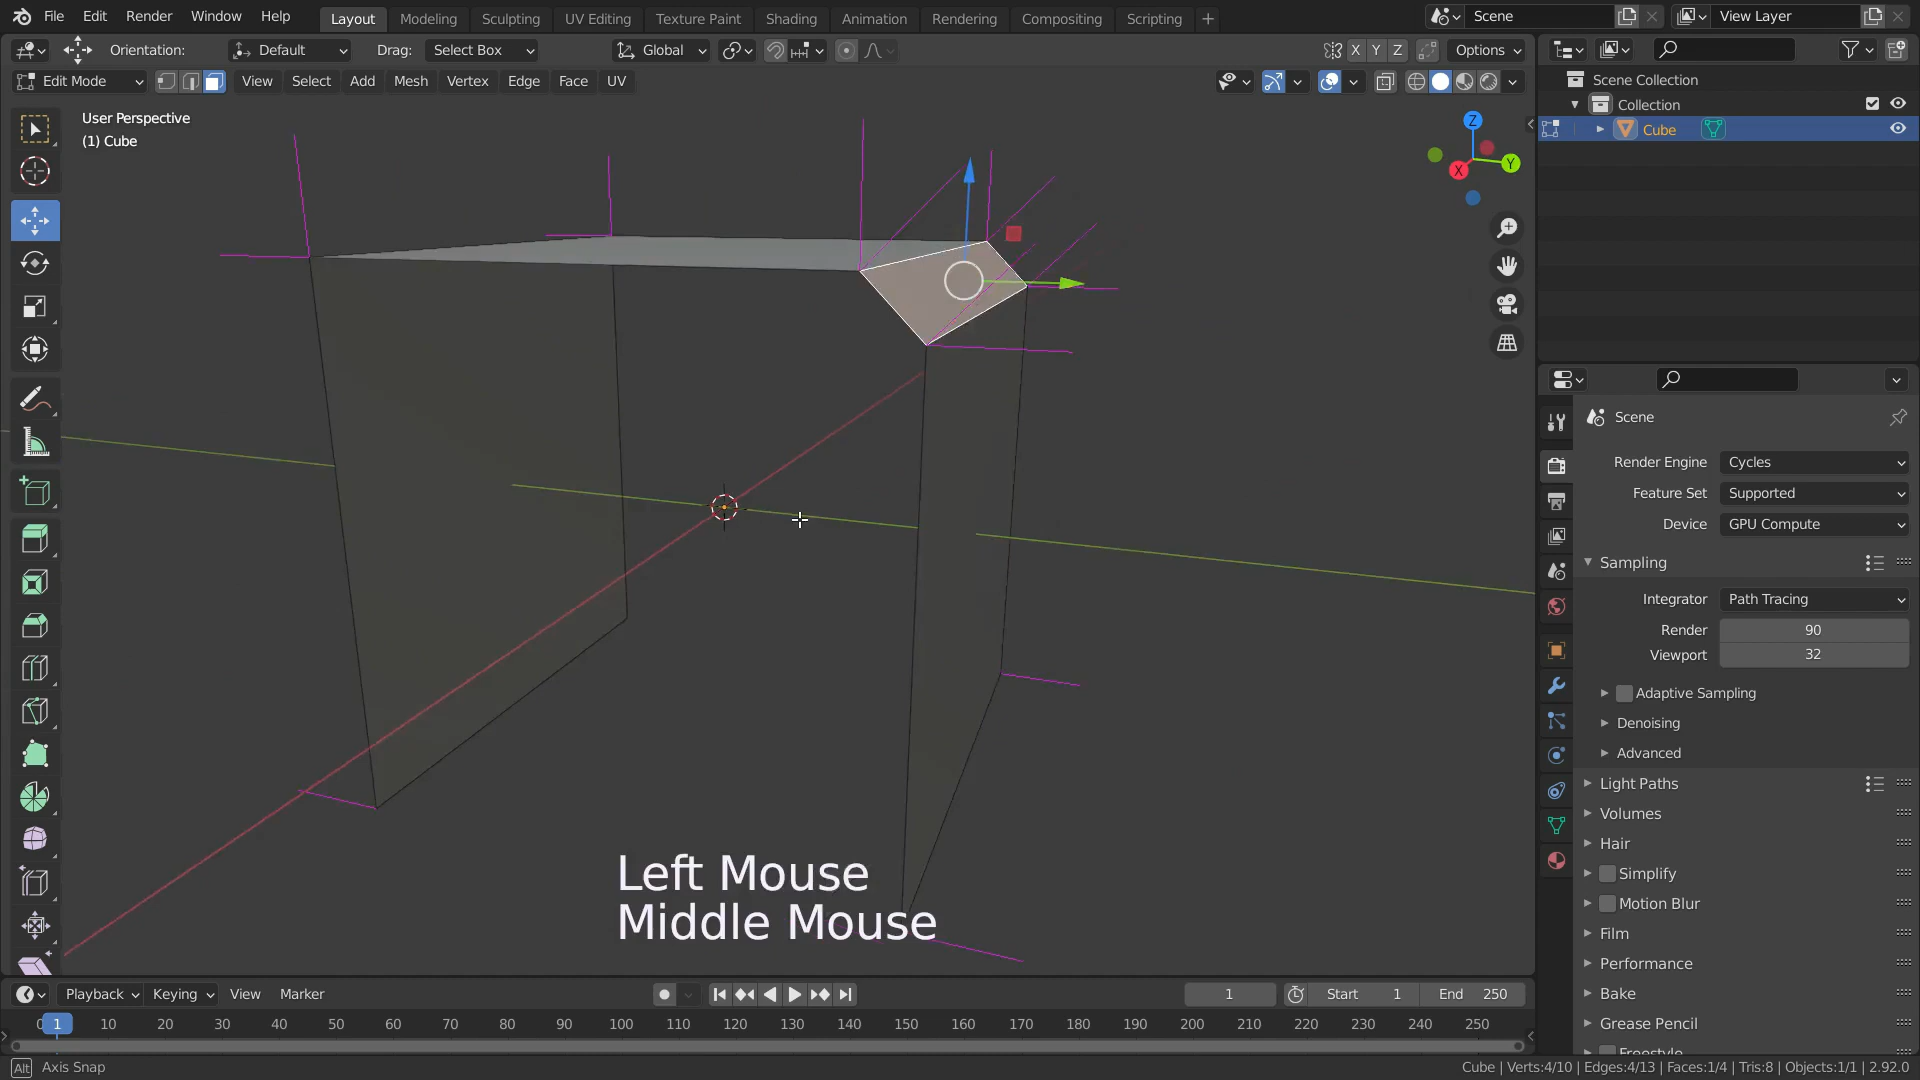 File Edit Render Window Help Layout Modeling Sculpting UV Editing Texture Paint Shading Animation Rendering Compositing Scripting + Scene View Layer
Orientation: Default Drag: Select Box Global X Y Z Options
Edit Mode View Select Add Mesh Vertex Edge Face UV
Scene Collection
Collection
Cube
User Perspective
(1) Cube
Z
Y
X
Scene
Render Engine Cycles
Feature Set Supported
Device GPU Compute
Sampling
Integrator Path Tracing
Render 90
Viewport 32
Adaptive Sampling
Denoising
Advanced
Light Paths
Volumes
Hair
Simplify
Motion Blur
Film
Performance
Bake
Grease Pencil
Freestyle
Left Mouse
Middle Mouse
Playback Keying View Marker 1 Start 1 End 250
0 1 10 20 30 40 50 60 70 80 90 100 110 120 130 140 150 160 170 180 190 200 210 220 230 240 250
Alt Axis Snap Cube | Verts:4/10 | Edges:4/13 | Faces:1/4 | Tris:8 | Objects:1/1 | 2.92.0